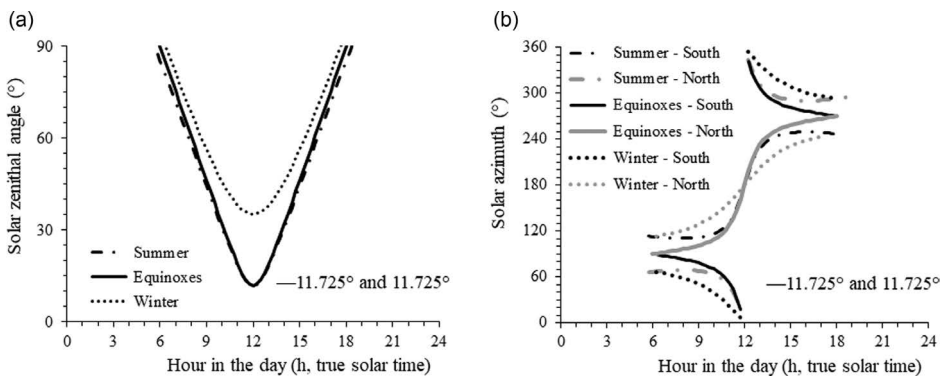 (a)
90
60
30
0
Solar zenithal angle (°)
Summer
Equinoxes
Winter
—11.725° and 11.725°
0 3 6 9 12 15 18 21 24
Hour in the day (h, true solar time)
(b)
360
300
240
180
120
60
0
Solar azimuth (°)
Summer - South
Summer - North
Equinoxes - South
Equinoxes - North
Winter - South
Winter - North
—11.725° and 11.725°
0 3 6 9 12 15 18 21 24
Hour in the day (h, true solar time)